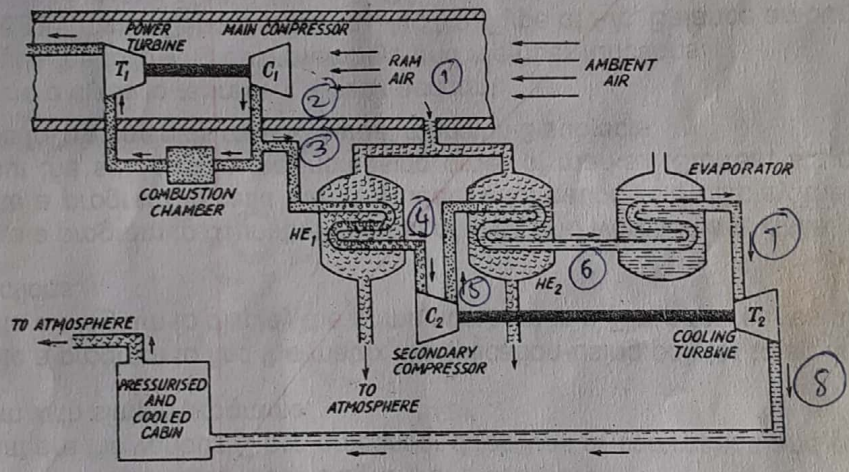 POWER
TURBINE
MAIN COMPRESSOR
T1
C1
RAM
AIR
1
AMBIENT
AIR
2
3
COMBUSTION
CHAMBER
EVAPORATOR
HE1
4
5
HE2
6
7
C2
T2
SECONDARY
COMPRESSOR
COOLING
TURBINE
8
TO ATMOSPHERE
TO
ATMOSPHERE
PRESSURISED
AND
COOLED
CABIN